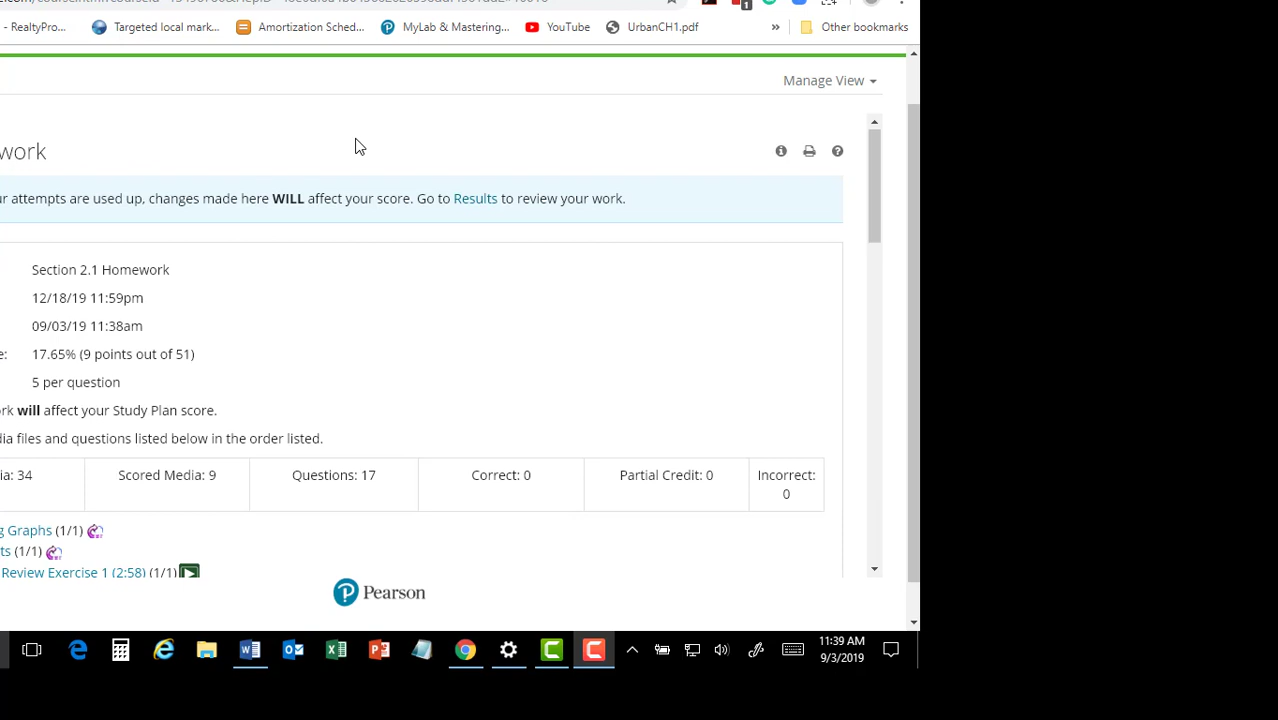 - RealtyPro...
Targeted local mark...
Amortization Sched...
MyLab & Mastering...
YouTube
UrbanCH1.pdf
»
Other bookmarks
Manage View
work
ur attempts are used up, changes made here WILL affect your score. Go to Results to review your work.
Section 2.1 Homework
12/18/19 11:59pm
09/03/19 11:38am
e: 17.65% (9 points out of 51)
5 per question
ork will affect your Study Plan score.
dia files and questions listed below in the order listed.
ia: 34
Scored Media: 9
Questions: 17
Correct: 0
Partial Credit: 0
Incorrect: 0
g Graphs (1/1)
ts (1/1)
Review Exercise 1 (2:58) (1/1)
Pearson
11:39 AM
9/3/2019